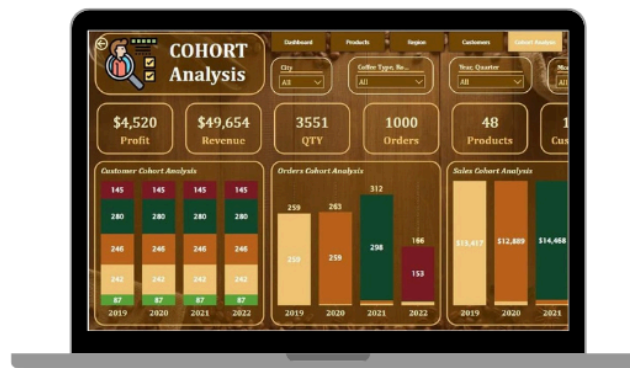 COHORT
Analysis
Dashboard
Products
Region
Customers
Cohort Analysis
City
All
Coffee Type, Ro...
All
Year, Quarter
All
All
$4,520
Profit
$49,654
Revenue
3551
QTY
1000
Orders
48
Products
Customer Cohort Analysis
145 145 145 145
280 280 280 280
246 246 246 246
242 242 242 242
87 87 87 87
2019 2020 2021 2022
Orders Cohort Analysis
312
259 263
166
298
259 259
153
2019 2020 2021 2022
Sales Cohort Analysis
$12,889 $14,468
2019 2020 2021